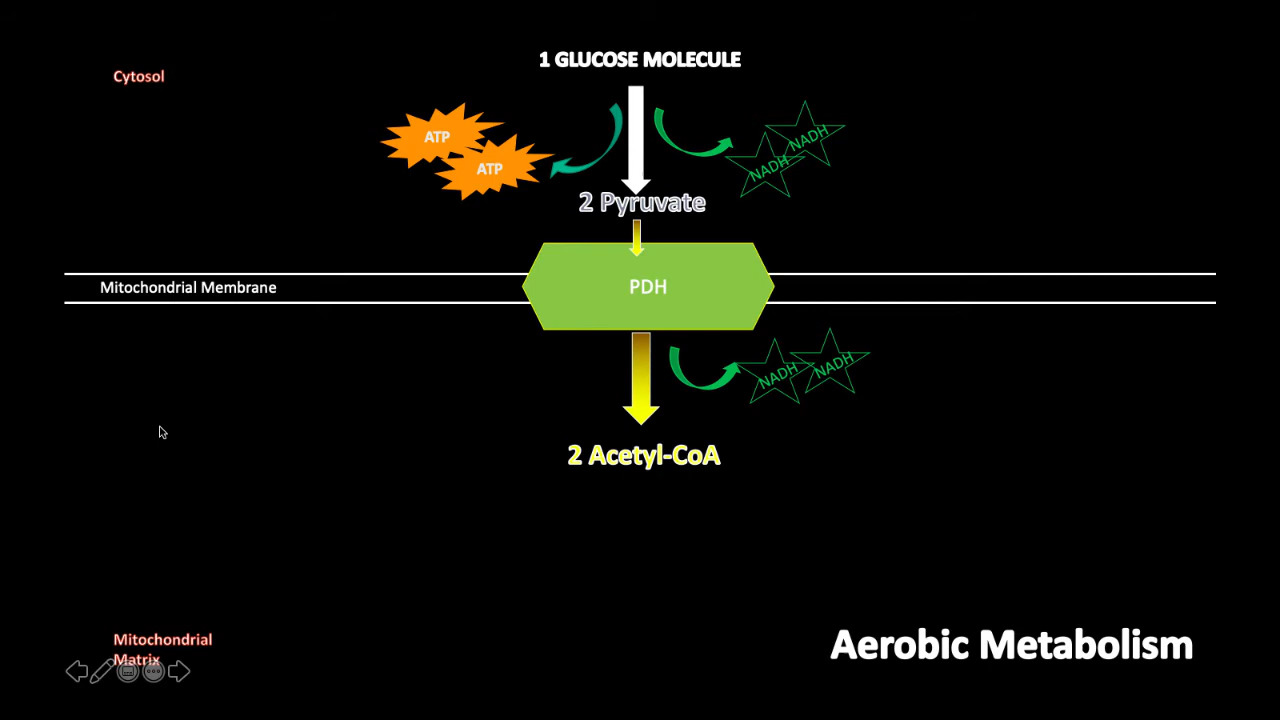 1 GLUCOSE MOLECULE
Cytosol
ATP
ATP
NADH
NADH
2 Pyruvate
Mitochondrial Membrane
PDH
NADH
NADH
2 Acetyl-CoA
Mitochondrial
Matrix
Aerobic Metabolism